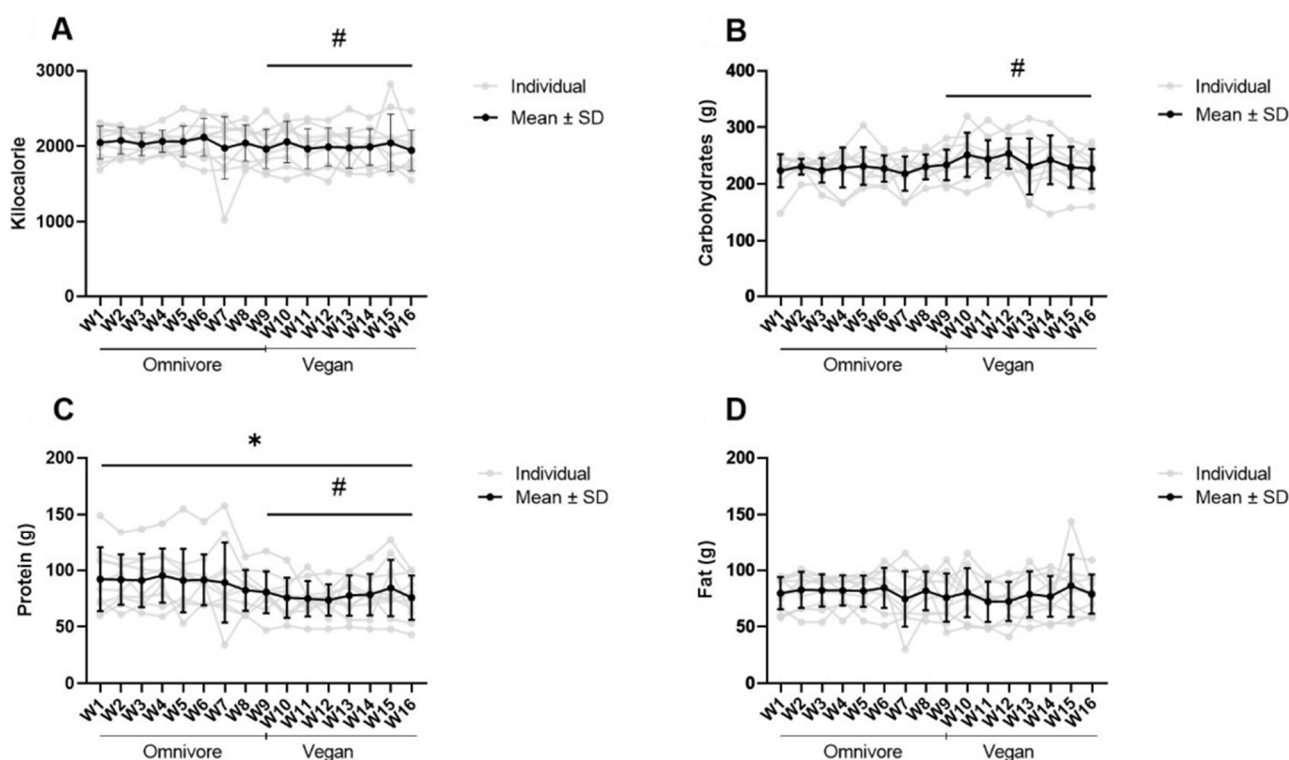 A
#
3000
2000
1000
0
Kilocalorie
Individual
Mean ± SD
W1 W2 W3 W4 W5 W6 W7 W8 W9 W10 W11 W12 W13 W14 W15 W16
Omnivore Vegan
B
#
400
300
200
100
0
Carbohydrates (g)
Individual
Mean ± SD
W1 W2 W3 W4 W5 W6 W7 W8 W9 W10 W11 W12 W13 W14 W15 W16
Omnivore Vegan
C
*
#
200
150
100
50
0
Protein (g)
Individual
Mean ± SD
W1 W2 W3 W4 W5 W6 W7 W8 W9 W10 W11 W12 W13 W14 W15 W16
Omnivore Vegan
D
200
150
100
50
0
Fat (g)
Individual
Mean ± SD
W1 W2 W3 W4 W5 W6 W7 W8 W9 W10 W11 W12 W13 W14 W15 W16
Omnivore Vegan